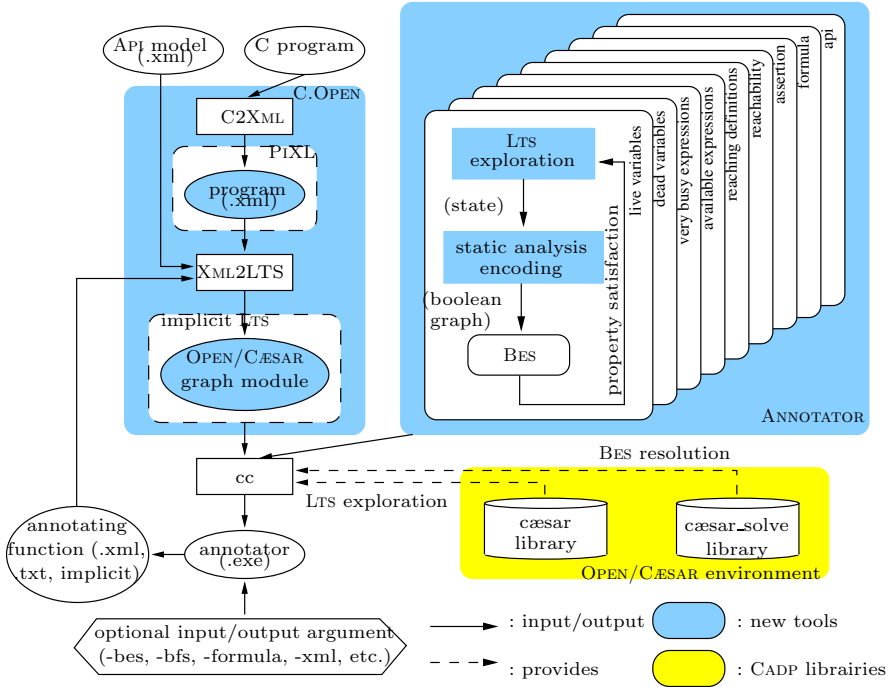 API model
(.xml)
C program
C.OPEN
C2XML
PIXL
program
(.xml)
XML2LTS
implicit LTS
OPEN/CÆSAR
graph module
cc
annotator
(.exe)
annotating
function (.xml,
.txt, implicit)
optional input/output argument
(-bes, -bfs, -formula, -xml, etc.)
LTS
exploration
(state)
static analysis
encoding
(boolean
graph)
BES
property satisfaction
live variables
dead variables
very busy expressions
available expressions
reaching definitions
reachability
assertion
formula
api
ANNOTATOR
BES resolution
LTS exploration
cæsar
library
cæsar_solve
library
OPEN/CÆSAR environment
: input/output
: new tools
: provides
: CADP librairies